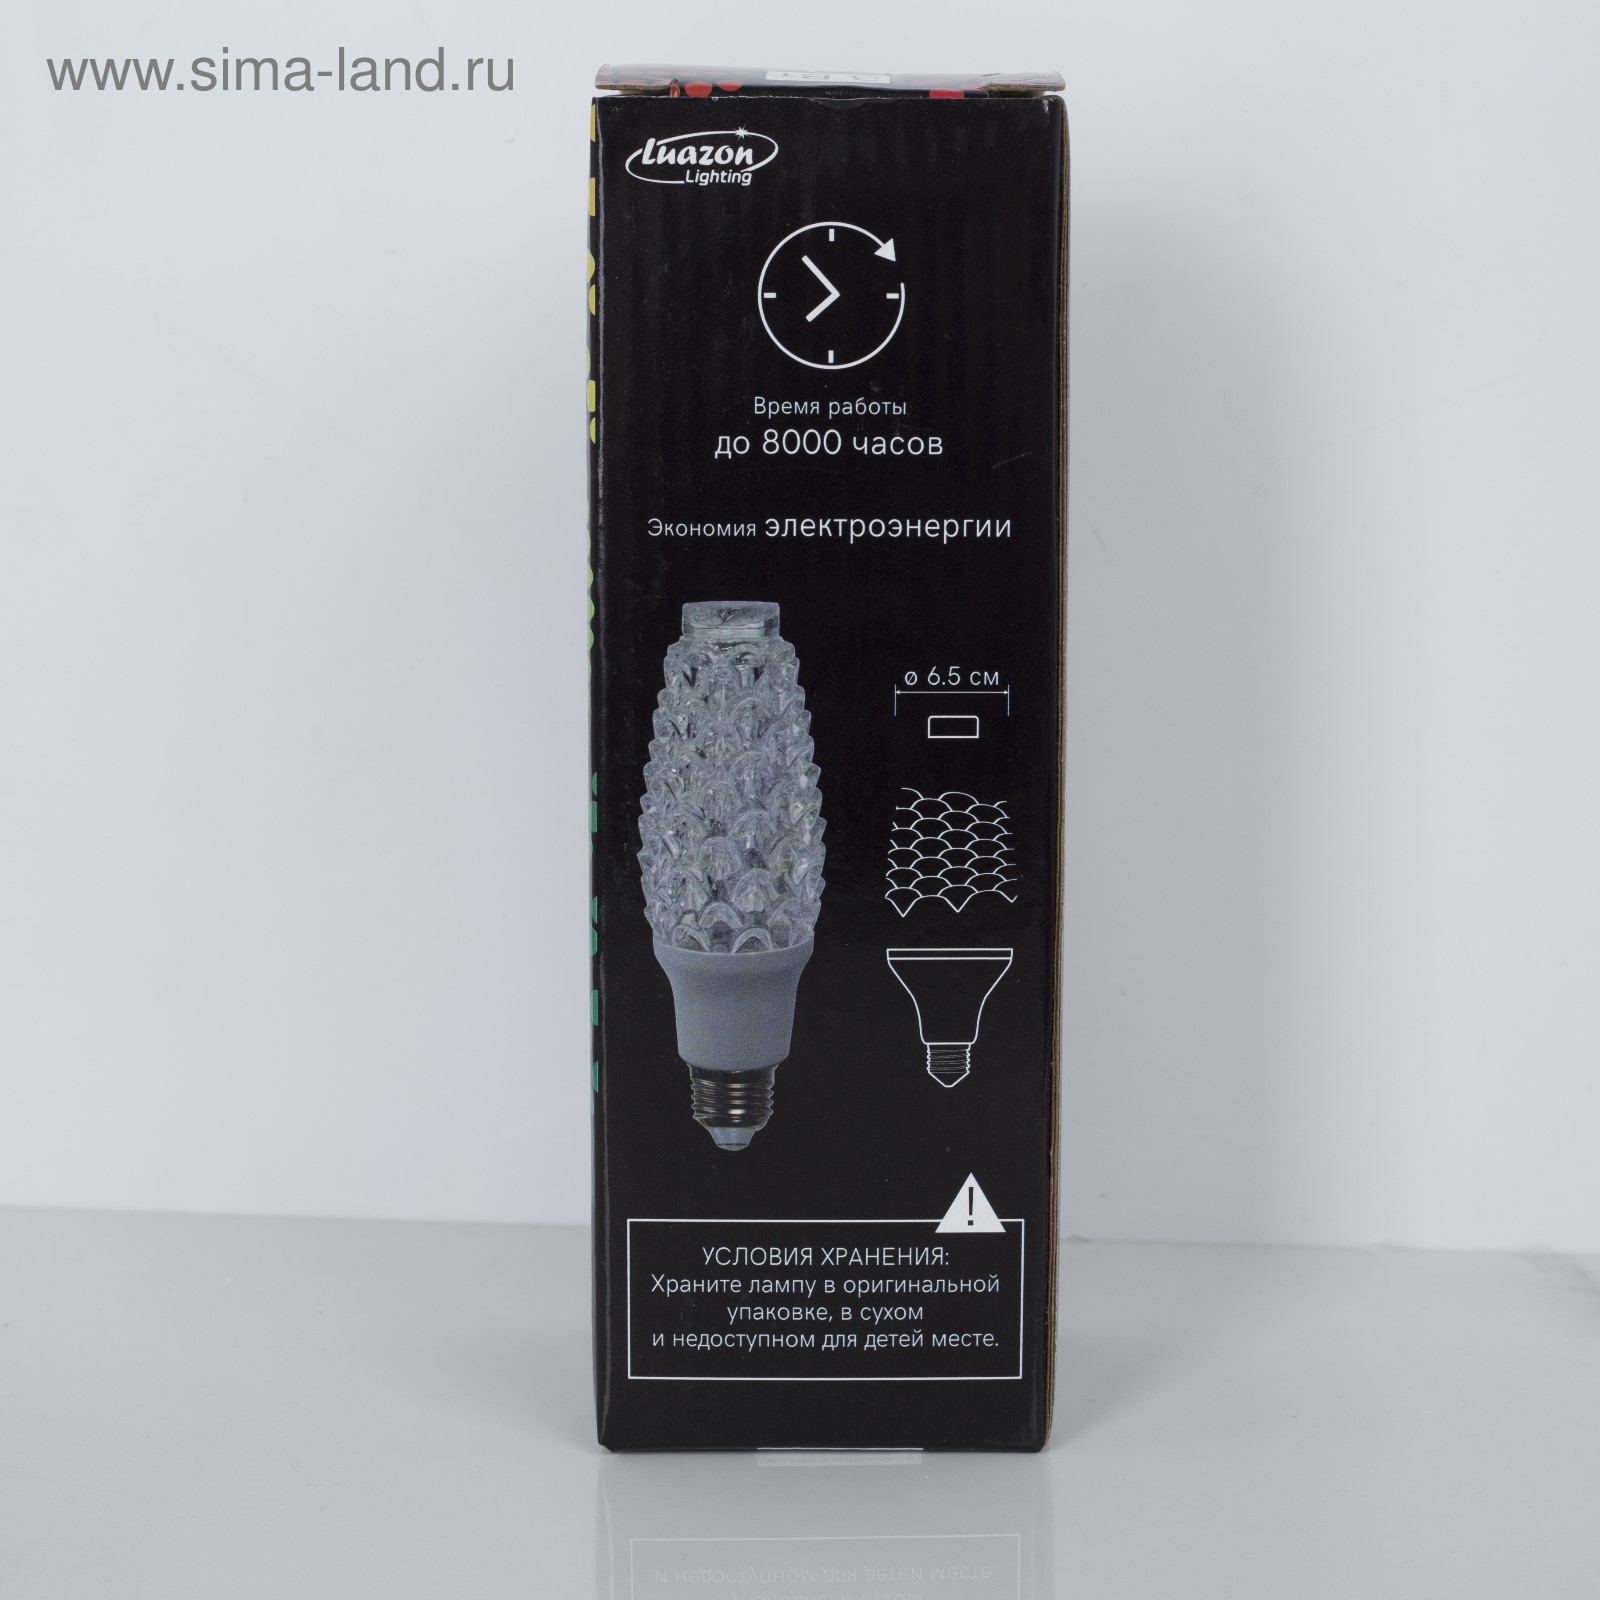 www.sima-land.ru
Luazon
Lighting
Время работы
до 8000 часов
Экономия электроэнергии
ø 6.5 см
!
УСЛОВИЯ ХРАНЕНИЯ:
Храните лампу в оригинальной
упаковке, в сухом
и недоступном для детей месте.